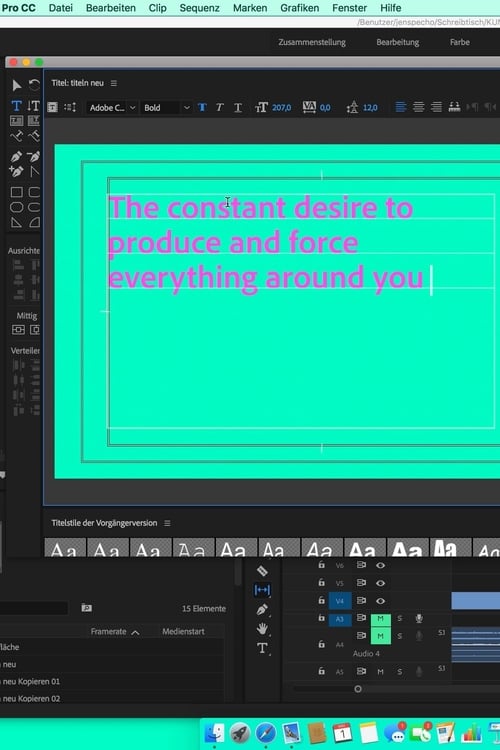 Pro CC Datei Bearbeiten Clip Sequenz Marken Grafiken Fenster Hilfe
/Benutzer/jenspecho/Schreibtisch/KUN
Zusammenstellung Bearbeitung Farbe
Titel: titeln neu
Adobe C... Bold 207,0 0,0 12,0
The constant desire to
produce and force
everything around you
Ausrichte
Mittig
Verteiler
Titelstile der Vorgängerversion
Aa Aa Aa Aa Aa Aa Aa Aa Aa Aa Aa
V6
V5
V4
15 Elemente
A3 M S
Framerate Medienstart
M S S.1
fläche
A4
Audio 4
neu
A5 M S S.1
neu Kopieren 01
neu Kopieren 02
1